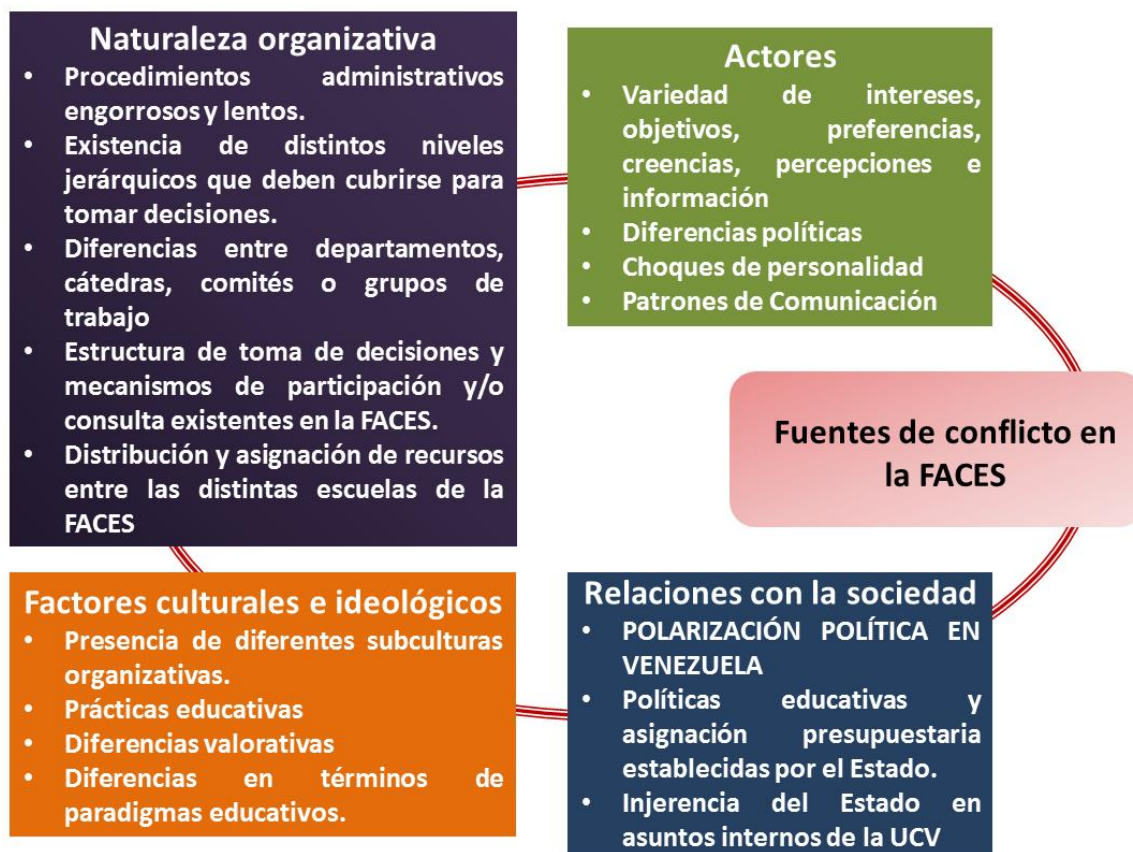 Naturaleza organizativa
• Procedimientos administrativos
engorrosos y lentos.
• Existencia de distintos niveles
jerárquicos que deben cubrirse para
tomar decisiones.
• Diferencias entre departamentos,
cátedras, comités o grupos de
trabajo
• Estructura de toma de decisiones y
mecanismos de participación y/o
consulta existentes en la FACES.
• Distribución y asignación de recursos
entre las distintas escuelas de la
FACES
Actores
• Variedad de intereses,
objetivos, preferencias,
creencias, percepciones e
información
• Diferencias políticas
• Choques de personalidad
• Patrones de Comunicación
Fuentes de conflicto en
la FACES
Factores culturales e ideológicos
• Presencia de diferentes subculturas
organizativas.
• Prácticas educativas
• Diferencias valorativas
• Diferencias en términos de
paradigmas educativos.
Relaciones con la sociedad
• POLARIZACIÓN POLÍTICA EN
VENEZUELA
• Políticas educativas y
asignación presupuestaria
establecidas por el Estado.
• Injerencia del Estado en
asuntos internos de la UCV